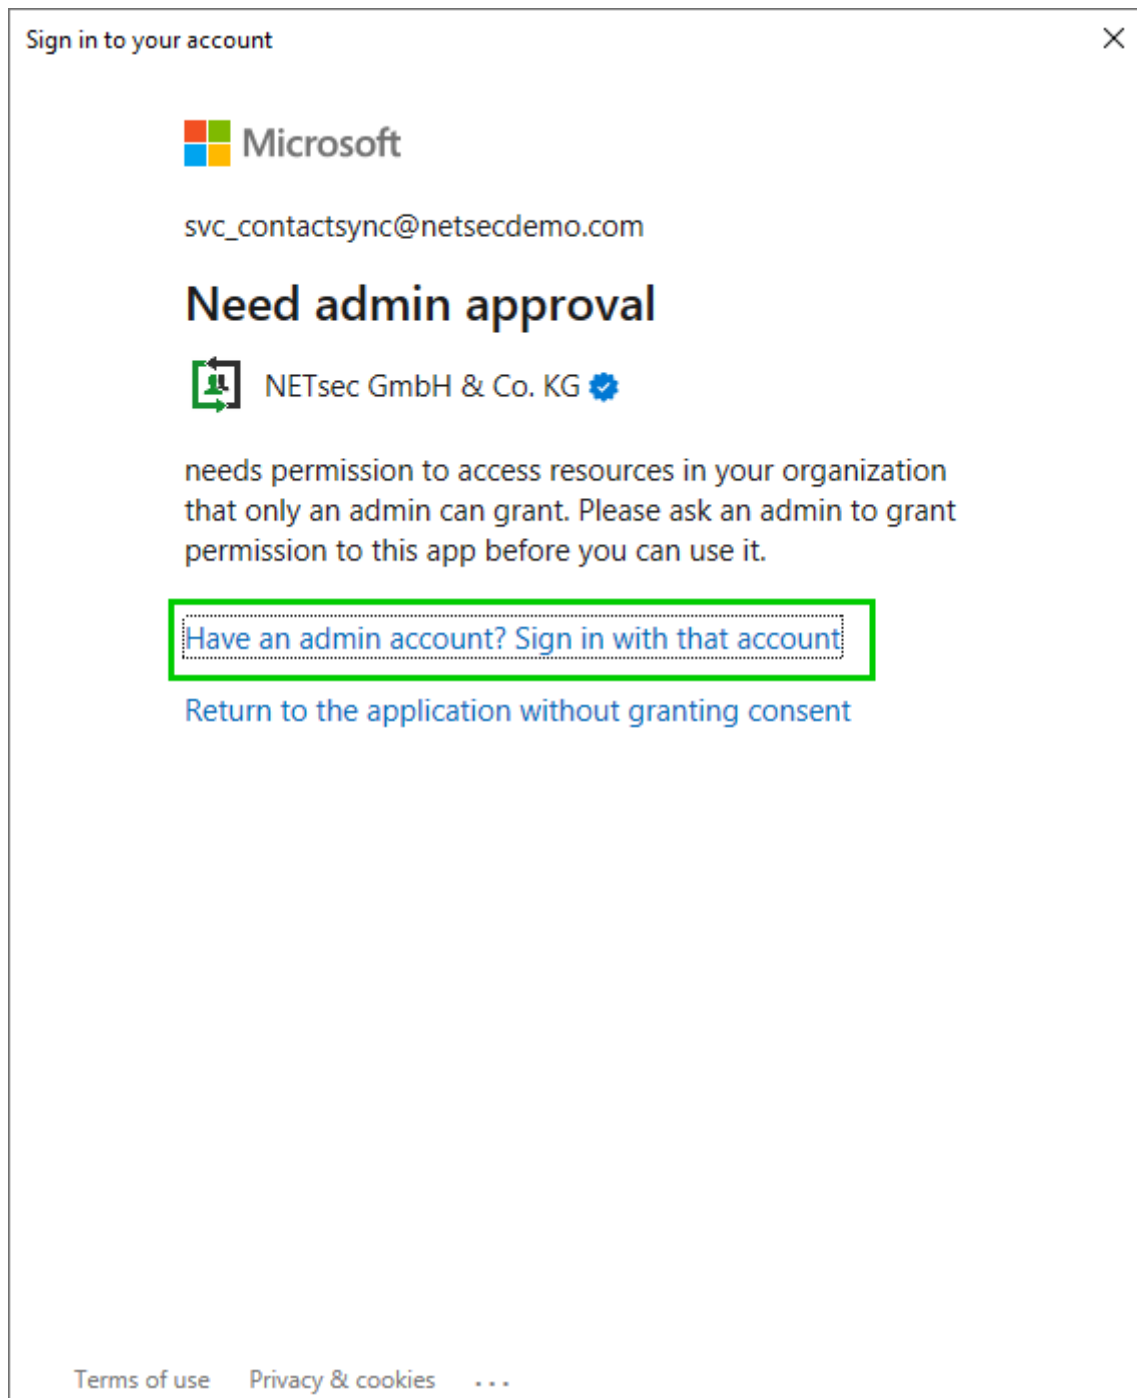 Sign in to your account
Microsoft
svc_contactsync@netsecdemo.com
Need admin approval
NETsec GmbH & Co. KG
needs permission to access resources in your organization
that only an admin can grant. Please ask an admin to grant
permission to this app before you can use it.
Have an admin account? Sign in with that account
Return to the application without granting consent
Terms of use Privacy & cookies ...